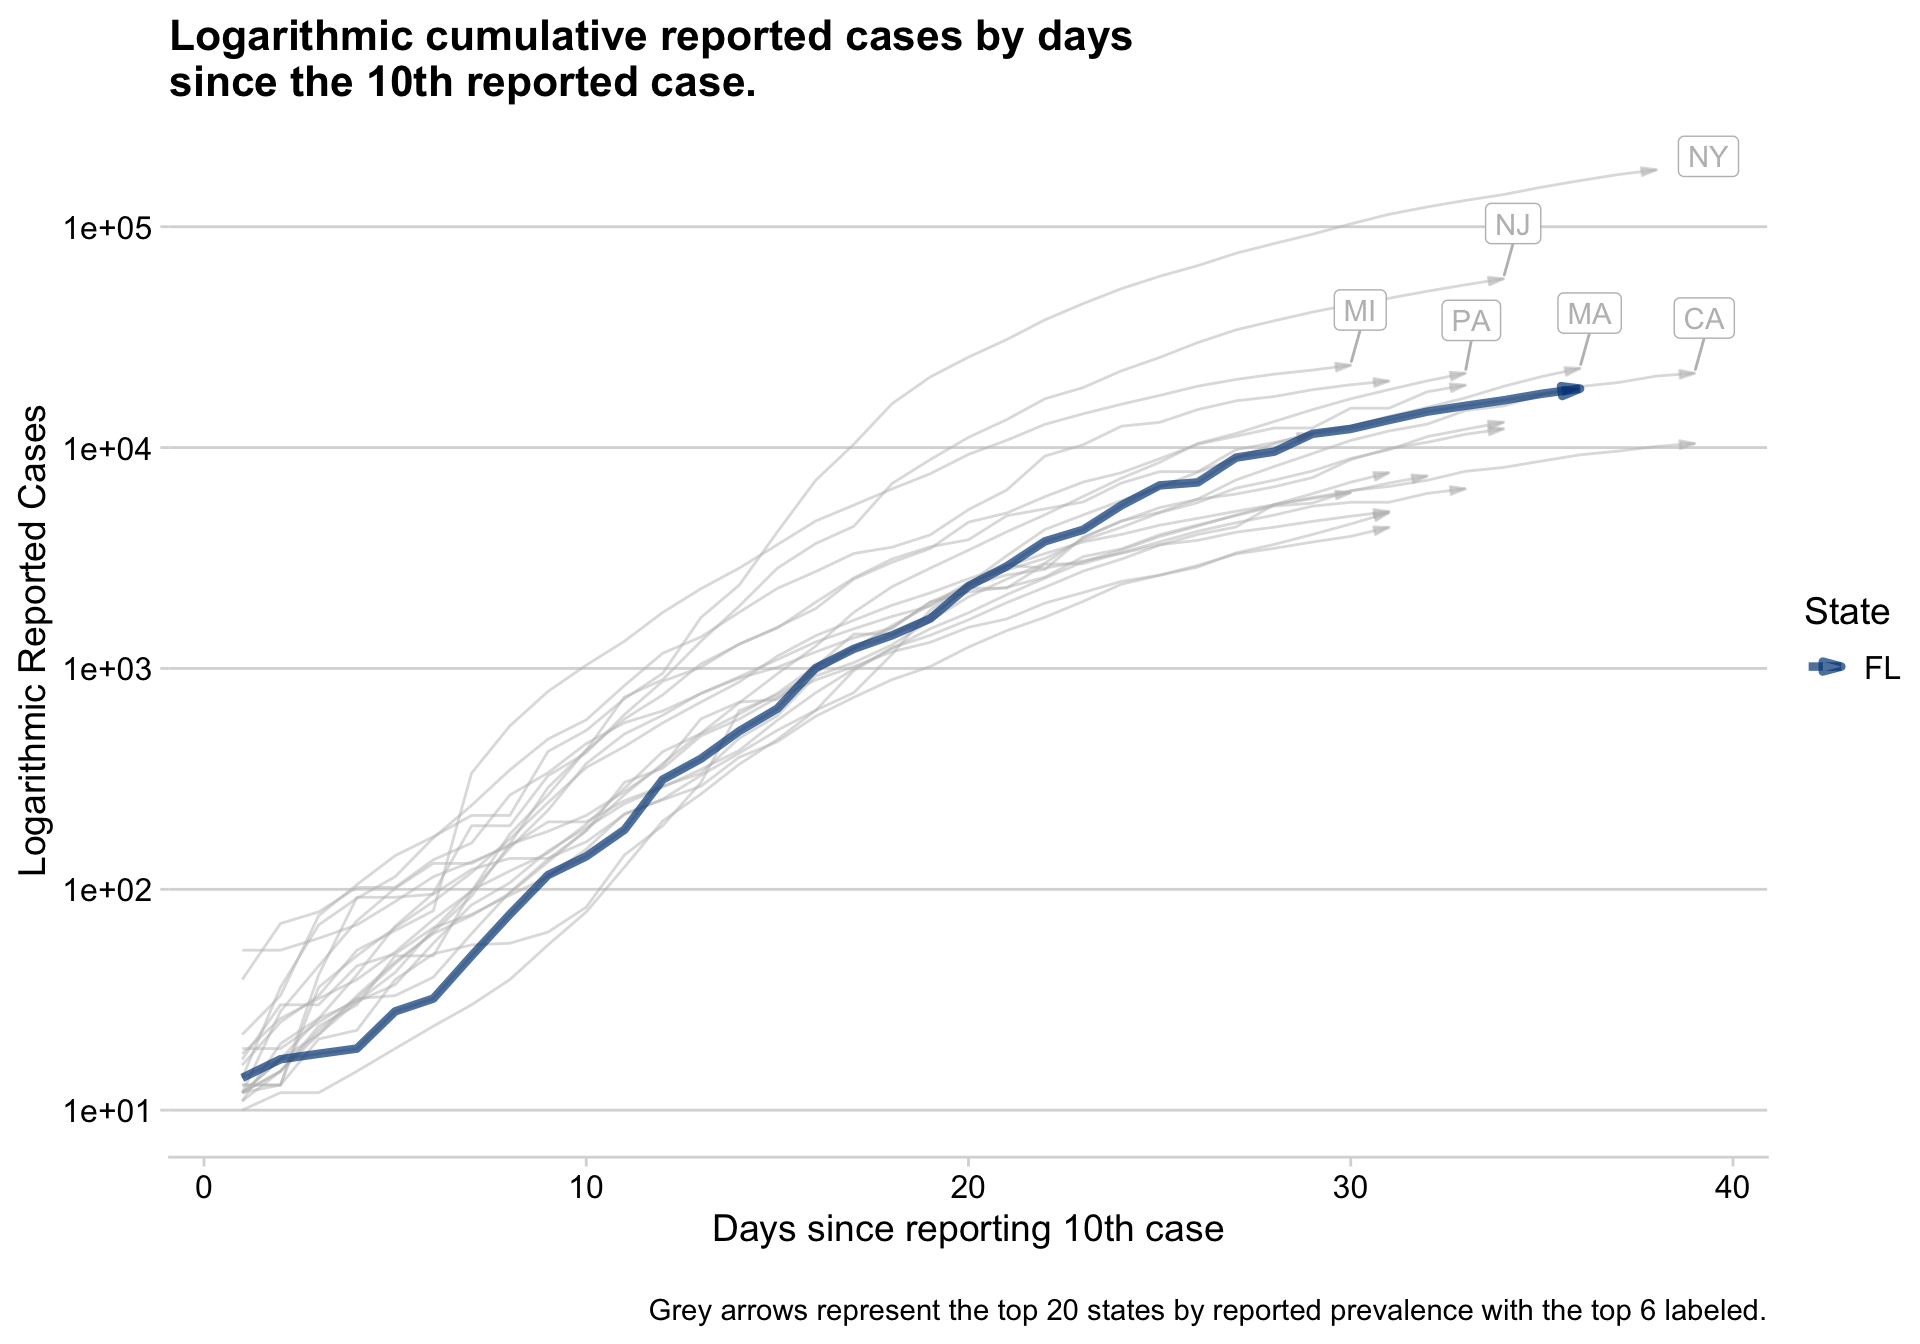 Logarithmic cumulative reported cases by days
since the 10th reported case.
NY
1e+05
NJ
MI
PA
MA
CA
1e+04
Logarithmic Reported Cases
1e+03
1e+02
1e+01
State
FL
0
10
20
30
40
Days since reporting 10th case
Grey arrows represent the top 20 states by reported prevalence with the top 6 labeled.